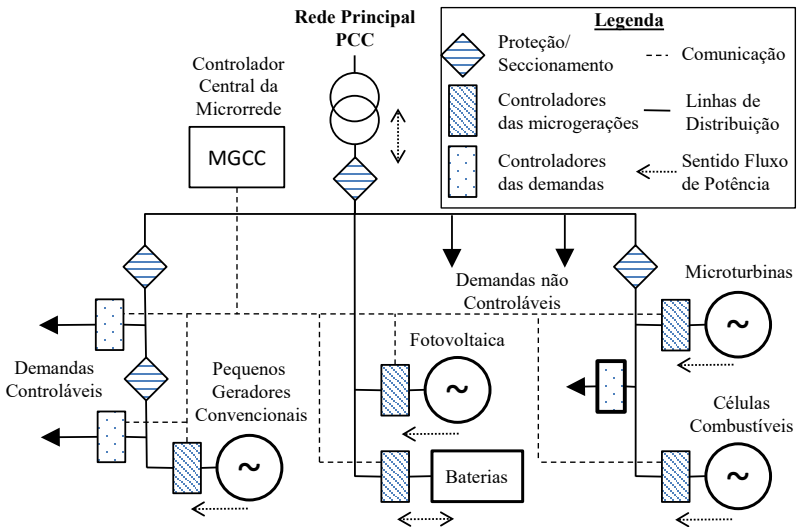 Rede Principal
PCC
Controlador
Central da
Microrrede
MGCC
Legenda
Proteção/
Seccionamento
Comunicação
Controladores
das microgerações
Linhas de
Distribuição
Controladores
das demandas
Sentido Fluxo
de Potência
Demandas não
Controláveis
Microturbinas
~
Demandas
Controláveis
Pequenos
Geradores
Convencionais
~
Fotovoltaica
~
Baterias
Células
Combustíveis
~